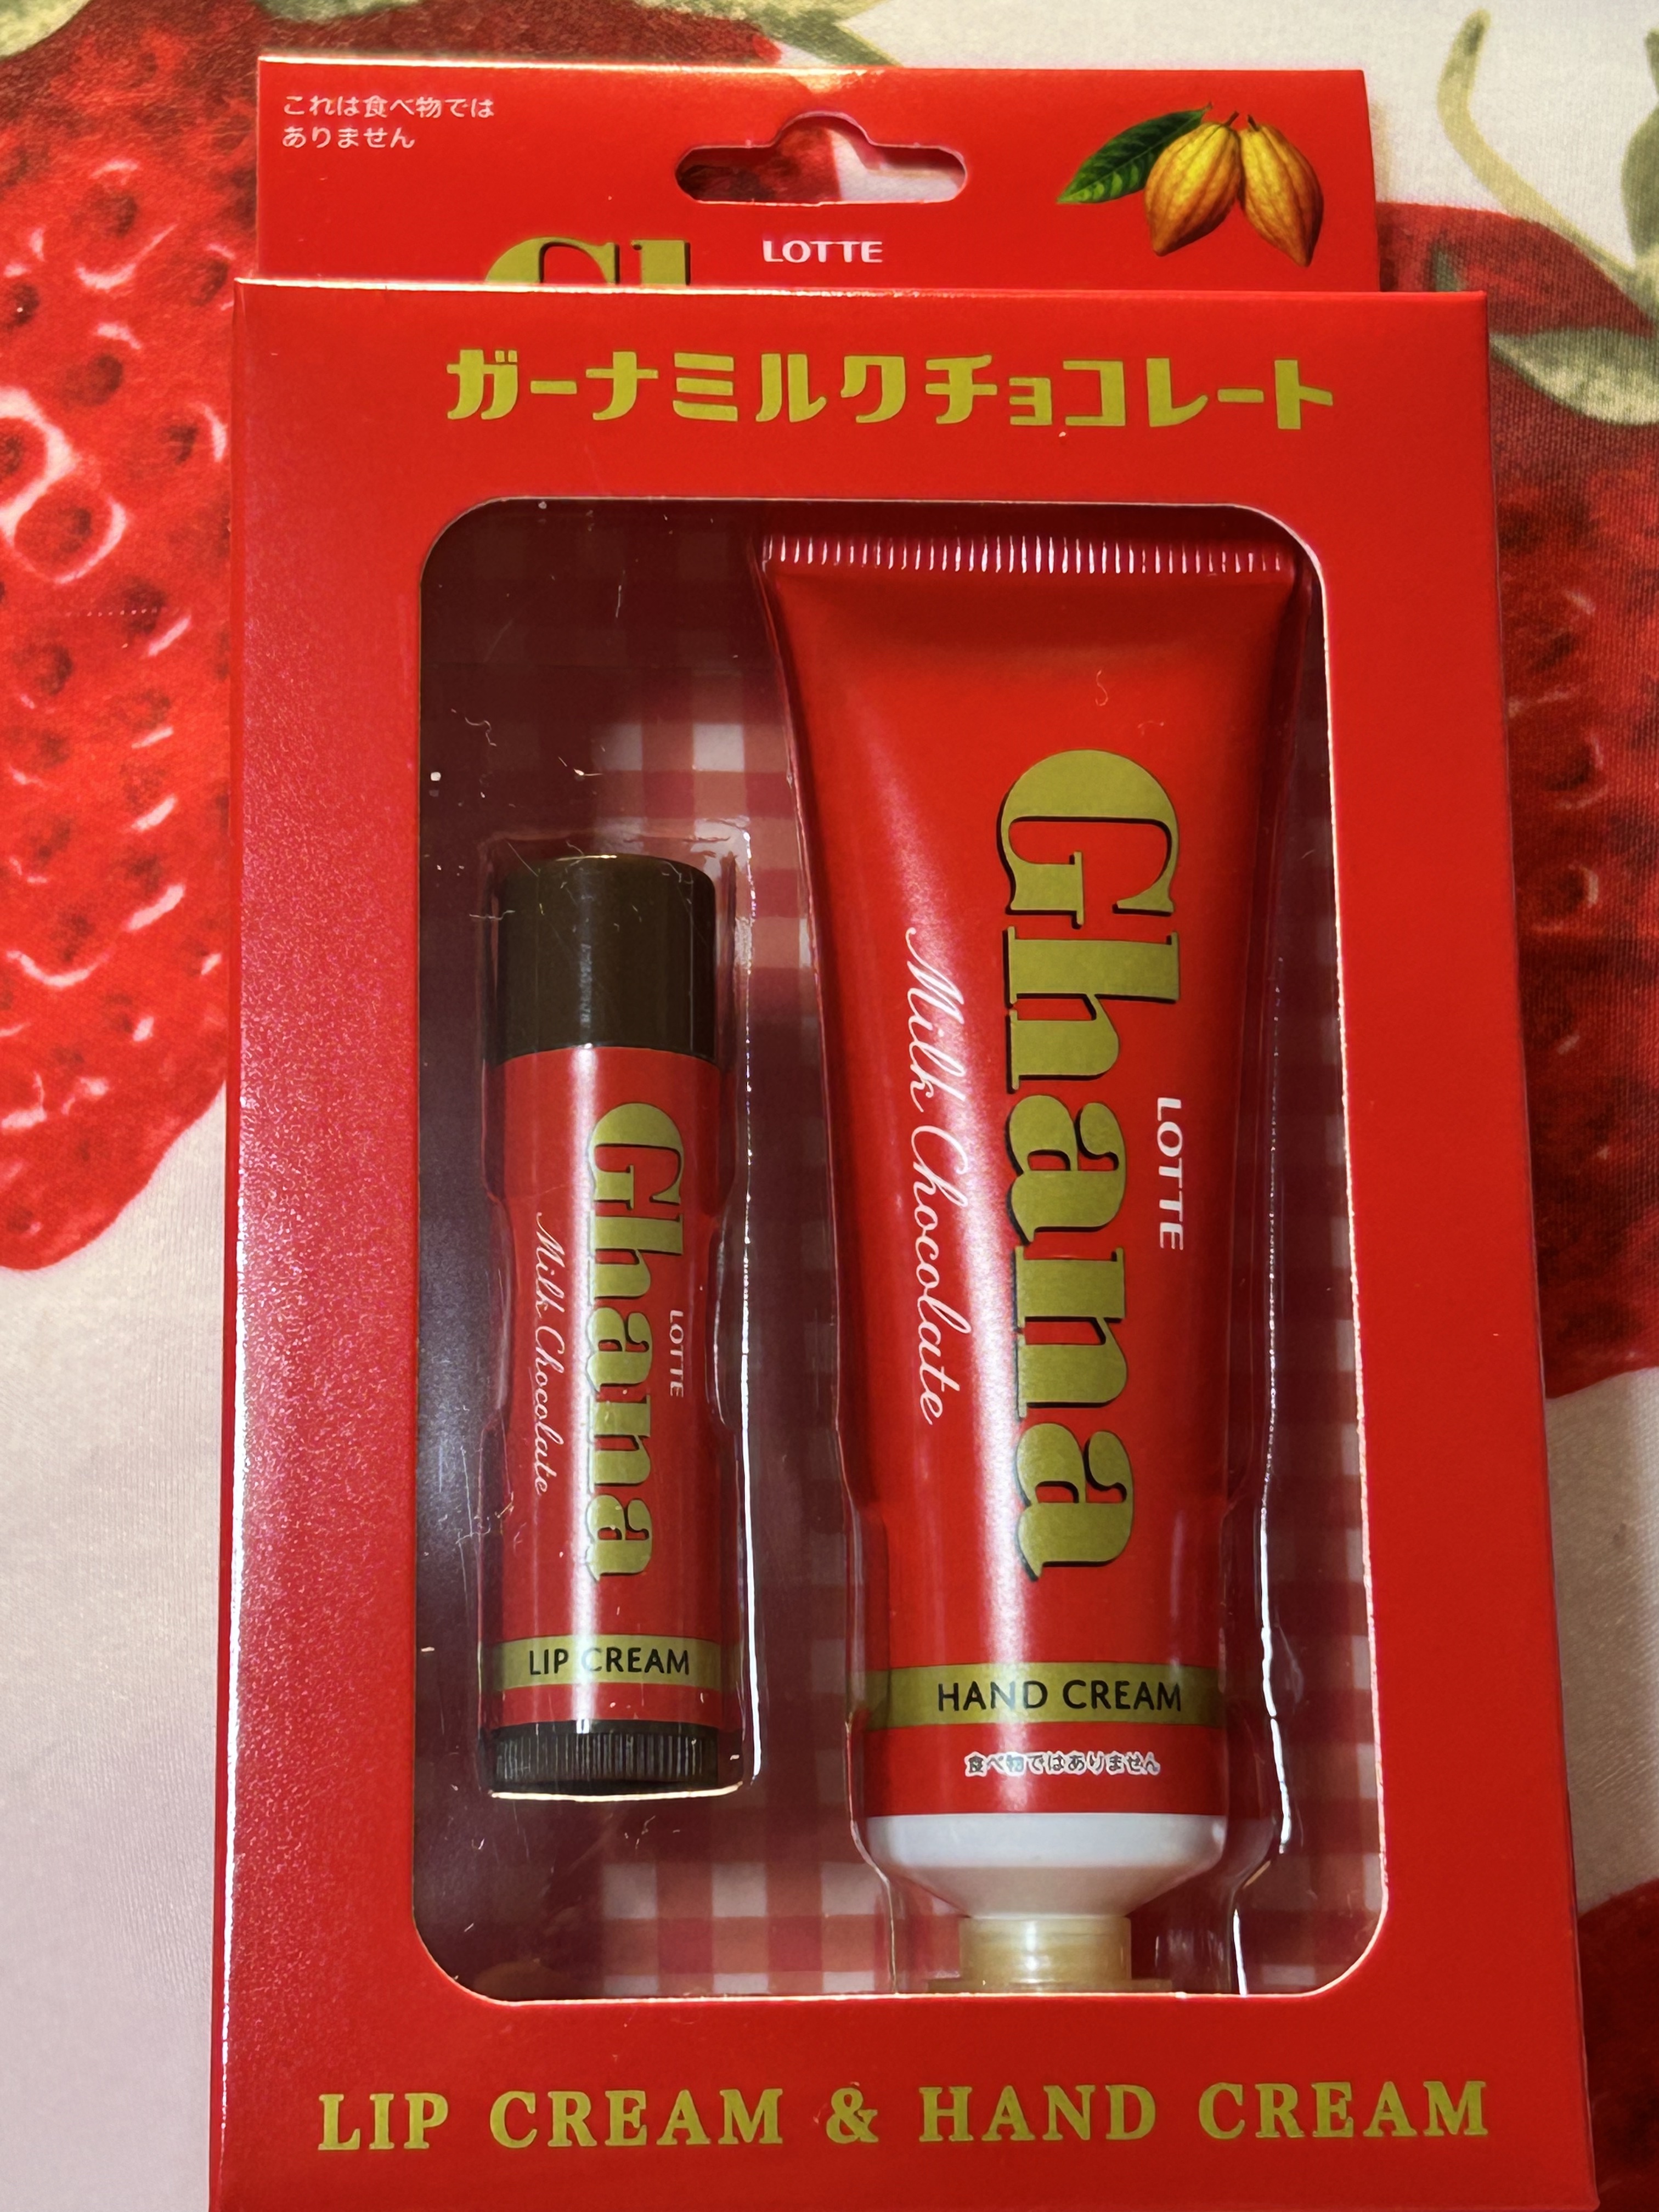 これは食べ物では
ありません
LOTTE
ガーナミルクチョコレート
LOTTE
Ghana
Milk Chocolate
LIP CREAM
LOTTE
Ghana
Milk Chocolate
HAND CREAM
食べ物ではありません
LIP CREAM & HAND CREAM